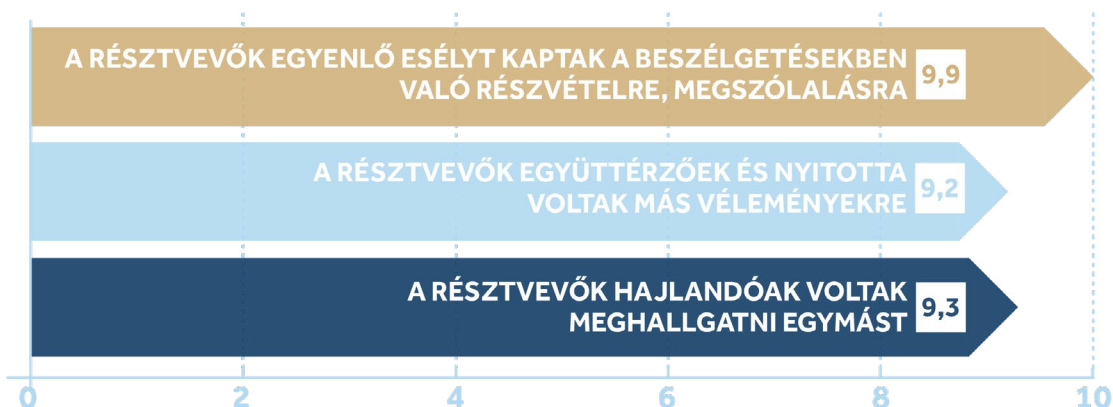 A RÉSZTVEVŐK EGYENLŐ ESÉLYT KAPTAK A BESZÉLGETÉSEKBEN
VALÓ RÉSZVÉTELRE, MEGSZÓLALÁSRA
9,9
A RÉSZTVEVŐK EGYÜTTÉRZŐEK ÉS NYITOTTA
VOLTAK MÁS VÉLEMÉNYEKRE
9,2
A RÉSZTVEVŐK HAJLANDÓAK VOLTAK
MEGHALLGATNI EGYMÁST
9,3
0 2 4 6 8 10